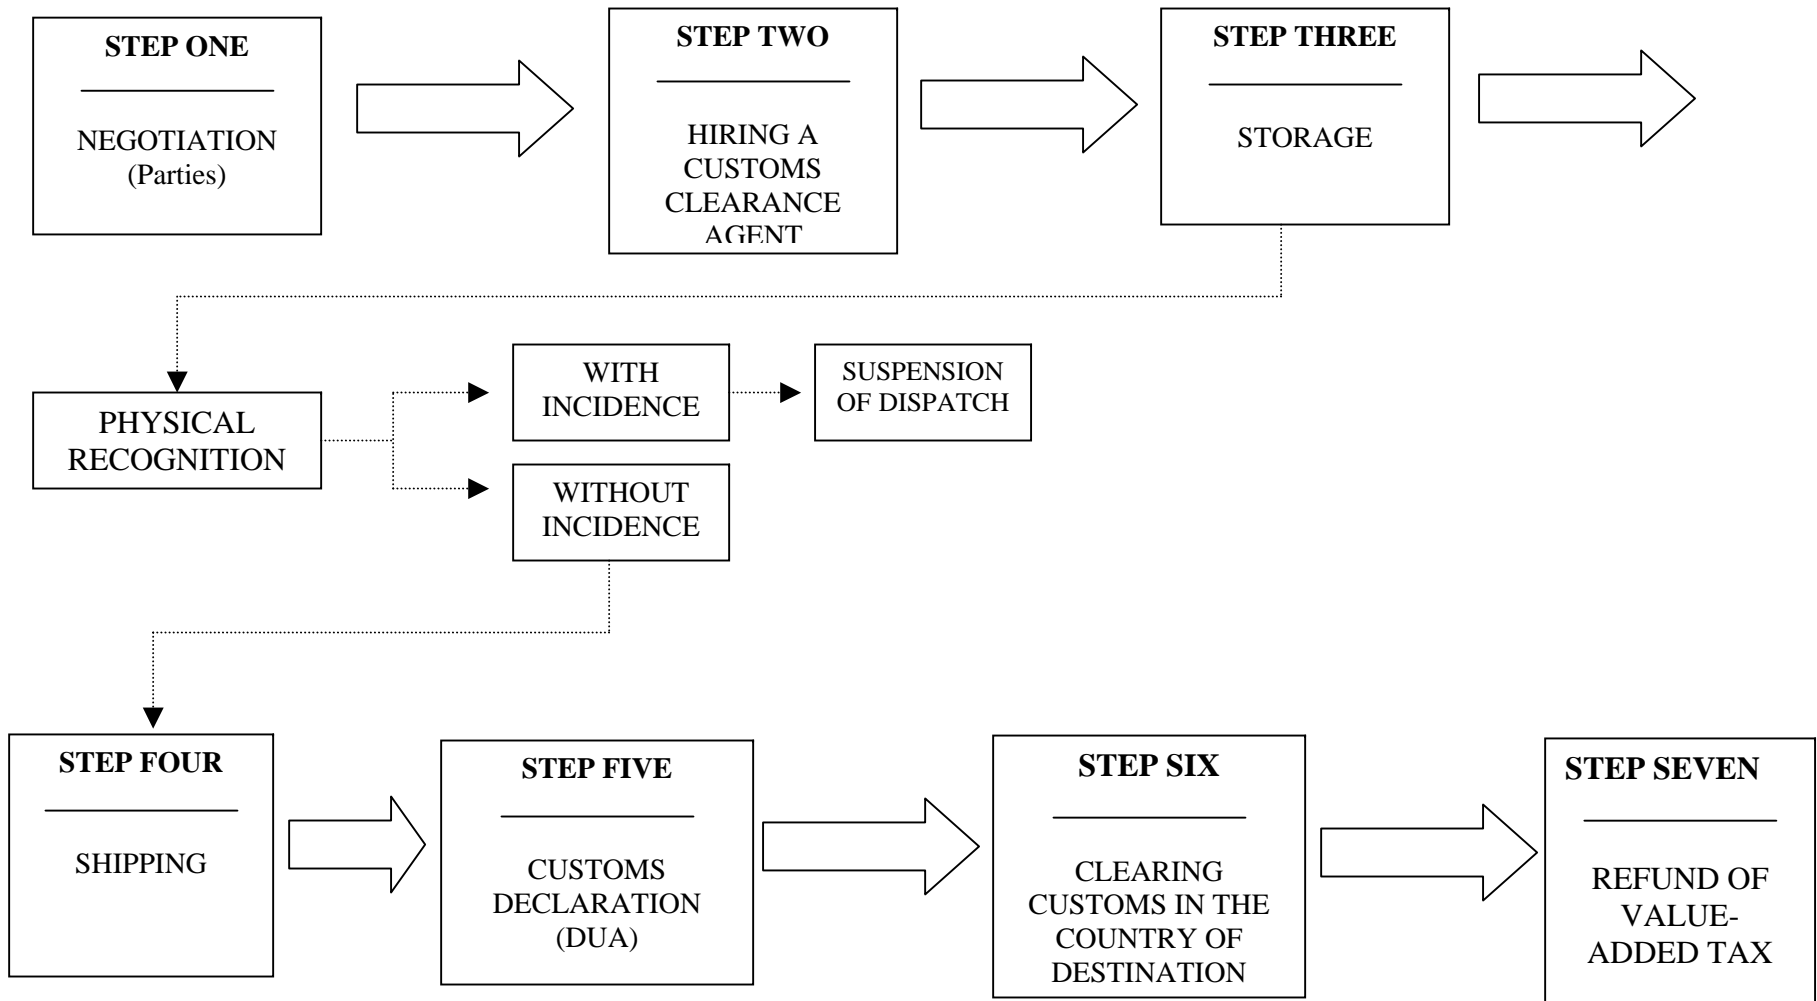 STEP ONE
NEGOTIATION
(Parties)
STEP TWO
HIRING A
CUSTOMS
CLEARANCE
AGENT
STEP THREE
STORAGE
PHYSICAL
RECOGNITION
WITH
INCIDENCE
SUSPENSION
OF DISPATCH
WITHOUT
INCIDENCE
STEP FOUR
SHIPPING
STEP FIVE
CUSTOMS
DECLARATION
(DUA)
STEP SIX
CLEARING
CUSTOMS IN THE
COUNTRY OF
DESTINATION
STEP SEVEN
REFUND OF
VALUE-
ADDED TAX